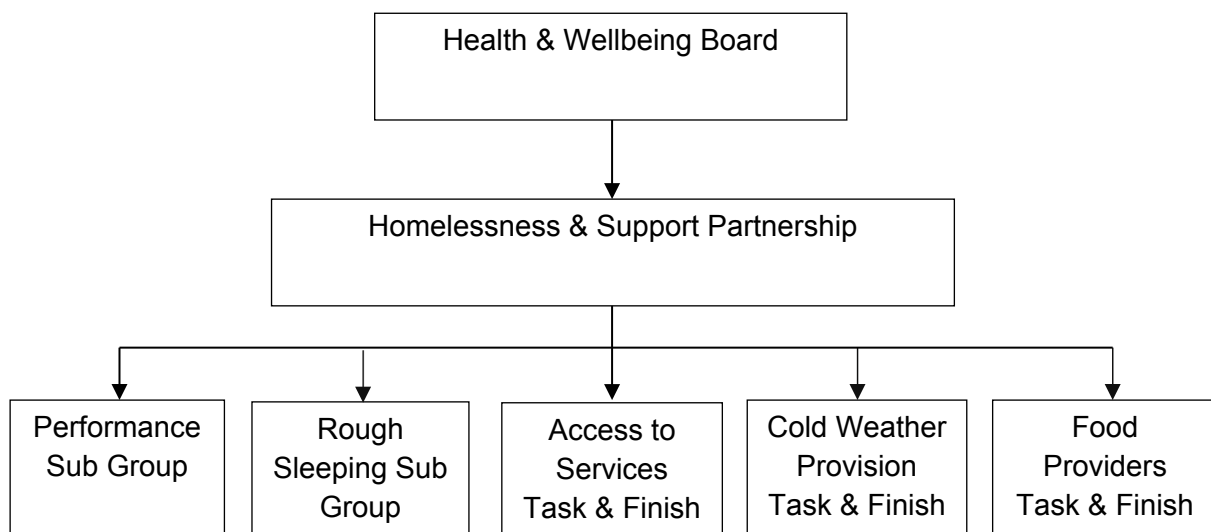 Health & Wellbeing Board
Homelessness & Support Partnership
Performance
Sub Group
Rough
Sleeping Sub
Group
Access to
Services
Task & Finish
Cold Weather
Provision
Task & Finish
Food
Providers
Task & Finish